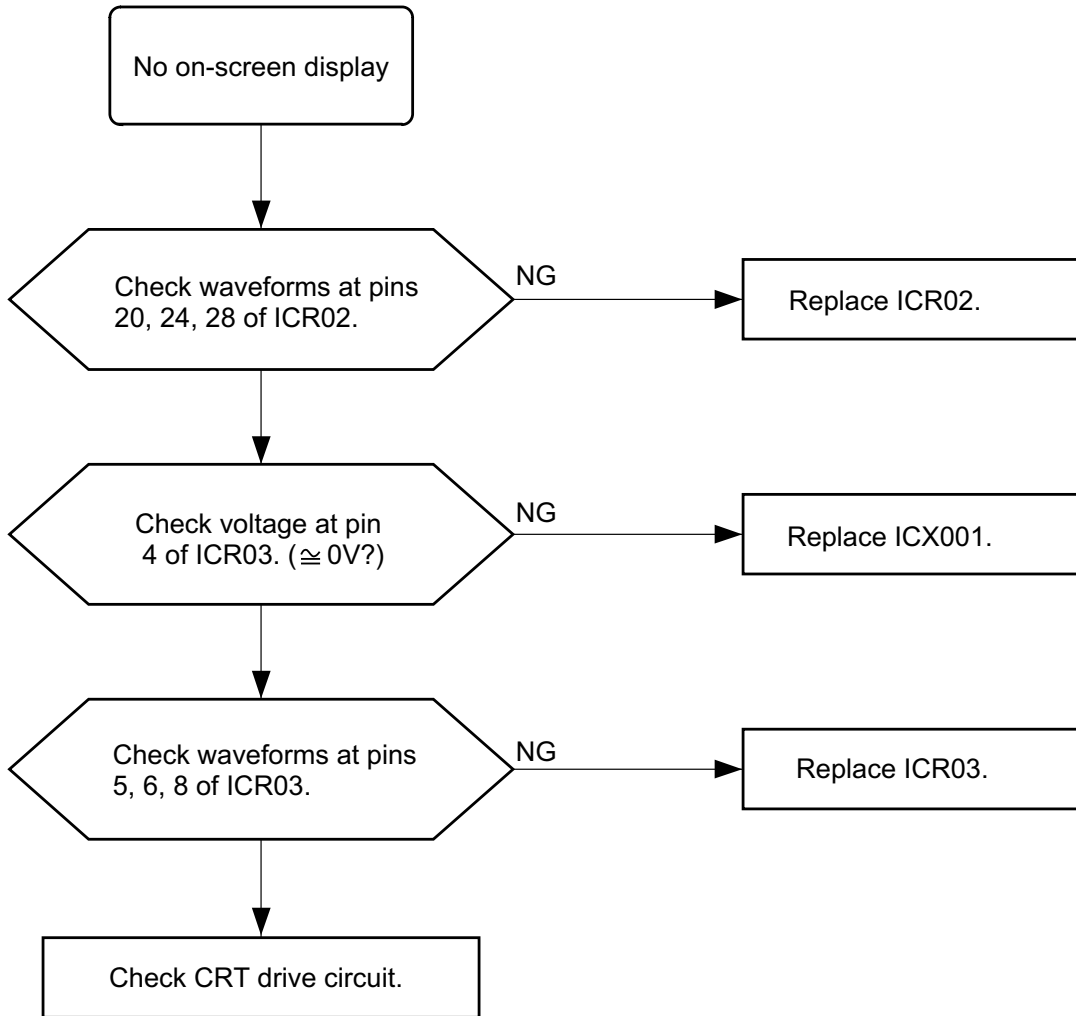 No on-screen display
Check waveforms at pins
20, 24, 28 of ICR02.
NG
Replace ICR02.
Check voltage at pin
4 of ICR03. (≅ 0V?)
NG
Replace ICX001.
Check waveforms at pins
5, 6, 8 of ICR03.
NG
Replace ICR03.
Check CRT drive circuit.